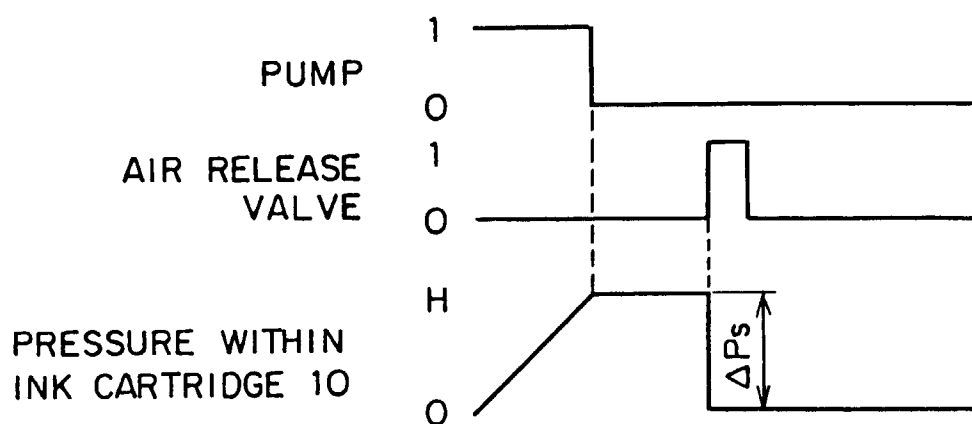 1
PUMP
0
1
AIR RELEASE
VALVE
0
H
PRESSURE WITHIN
INK CARTRIDGE 10
0
ΔPs